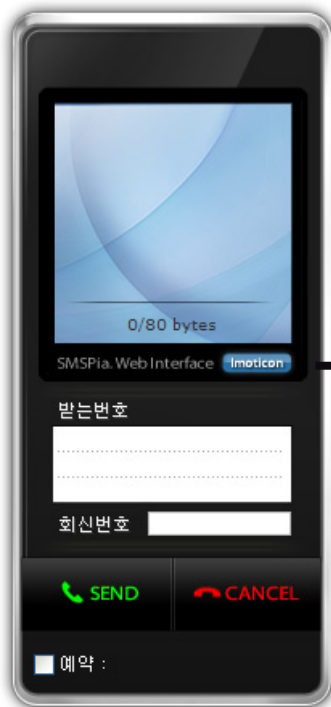 0/80 bytes
SMSPia. Web Interface Imoticon
받는번호
회신번호
SEND CANCEL
예약 :